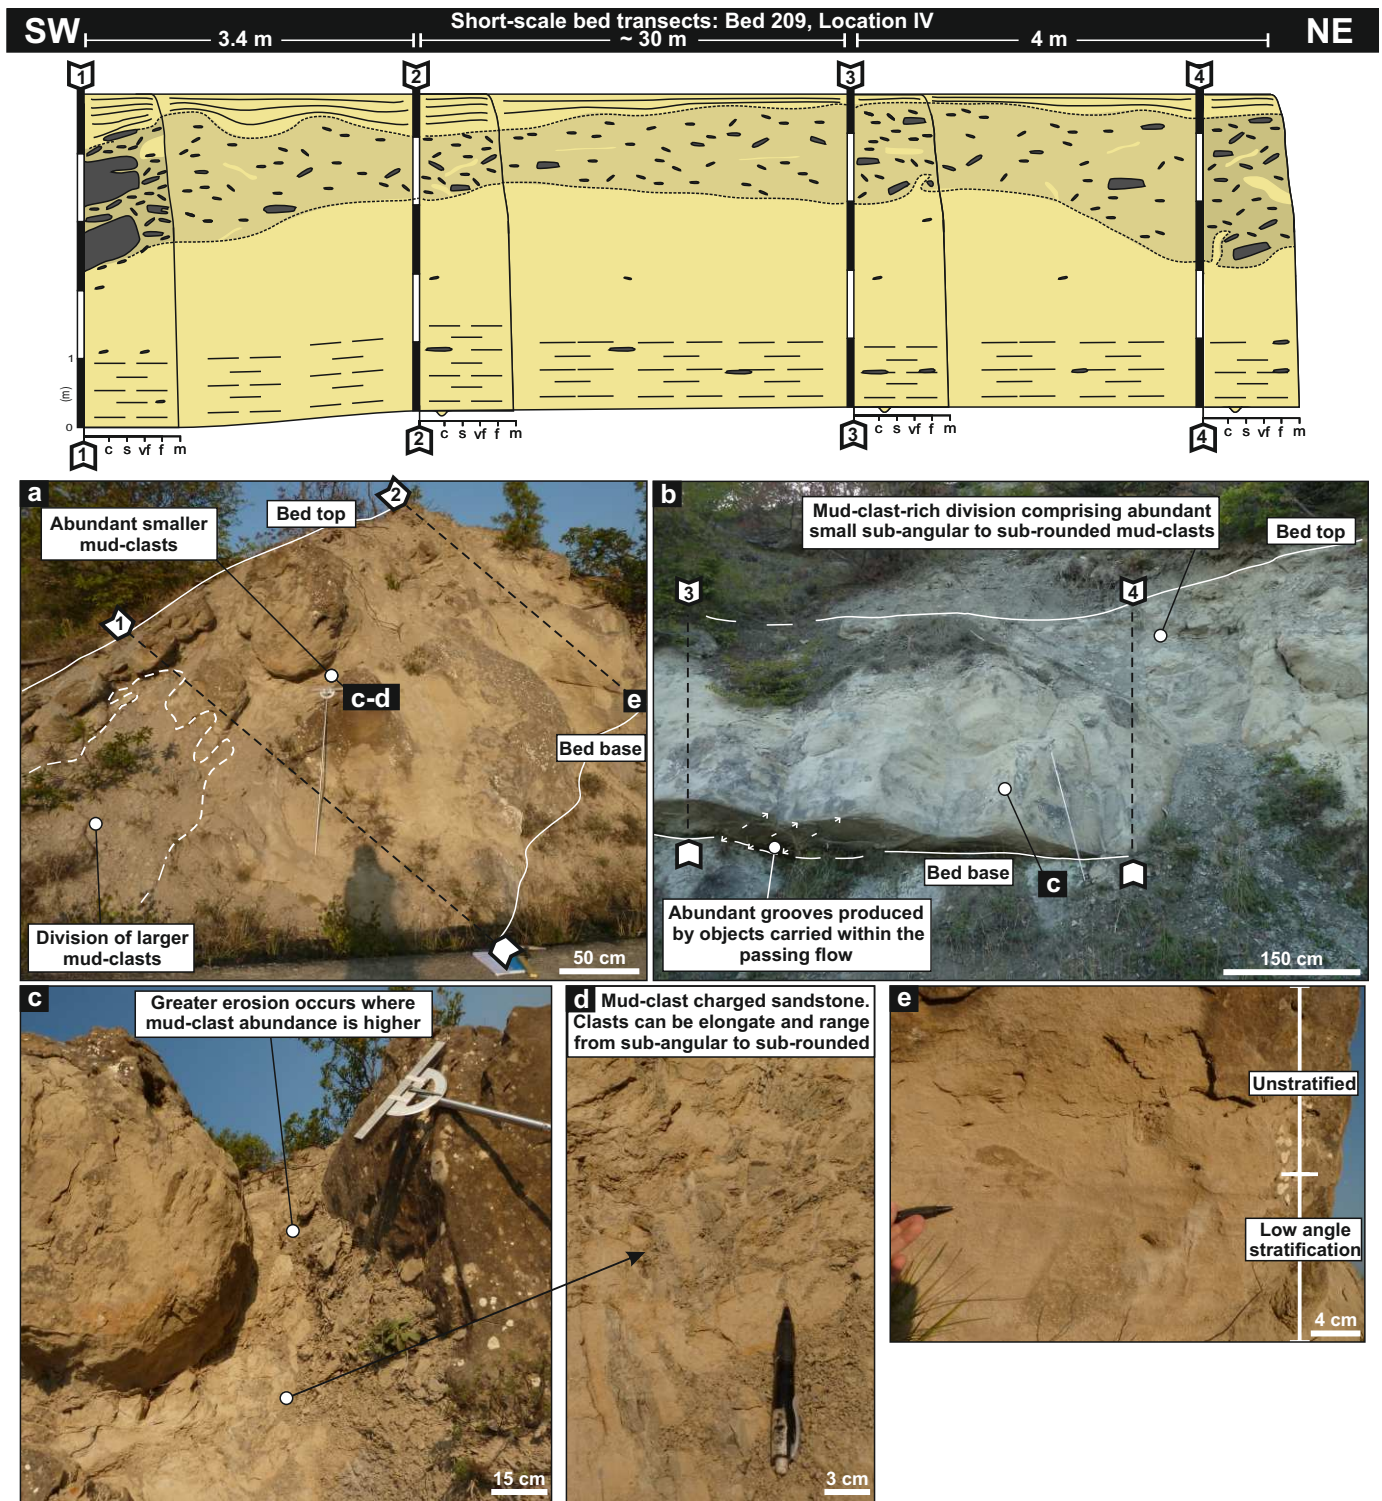 Short-scale bed transects: Bed 209, Location IV
SW
3.4 m
~ 30 m
4 m
NE
1
2
3
4
1
(m)
0
c s vf f m
c s vf f m
c s vf f m
c s vf f m
1
2
3
4
a
2
Bed top
Abundant smaller
mud-clasts
1
c-d
e
Bed base
Division of larger
mud-clasts
50 cm
b
Mud-clast-rich division comprising abundant
small sub-angular to sub-rounded mud-clasts
Bed top
3
4
Bed base
c
Abundant grooves produced
by objects carried within the
passing flow
150 cm
c
Greater erosion occurs where
mud-clast abundance is higher
15 cm
d
Mud-clast charged sandstone.
Clasts can be elongate and range
from sub-angular to sub-rounded
3 cm
e
Unstratified
Low angle
stratification
4 cm